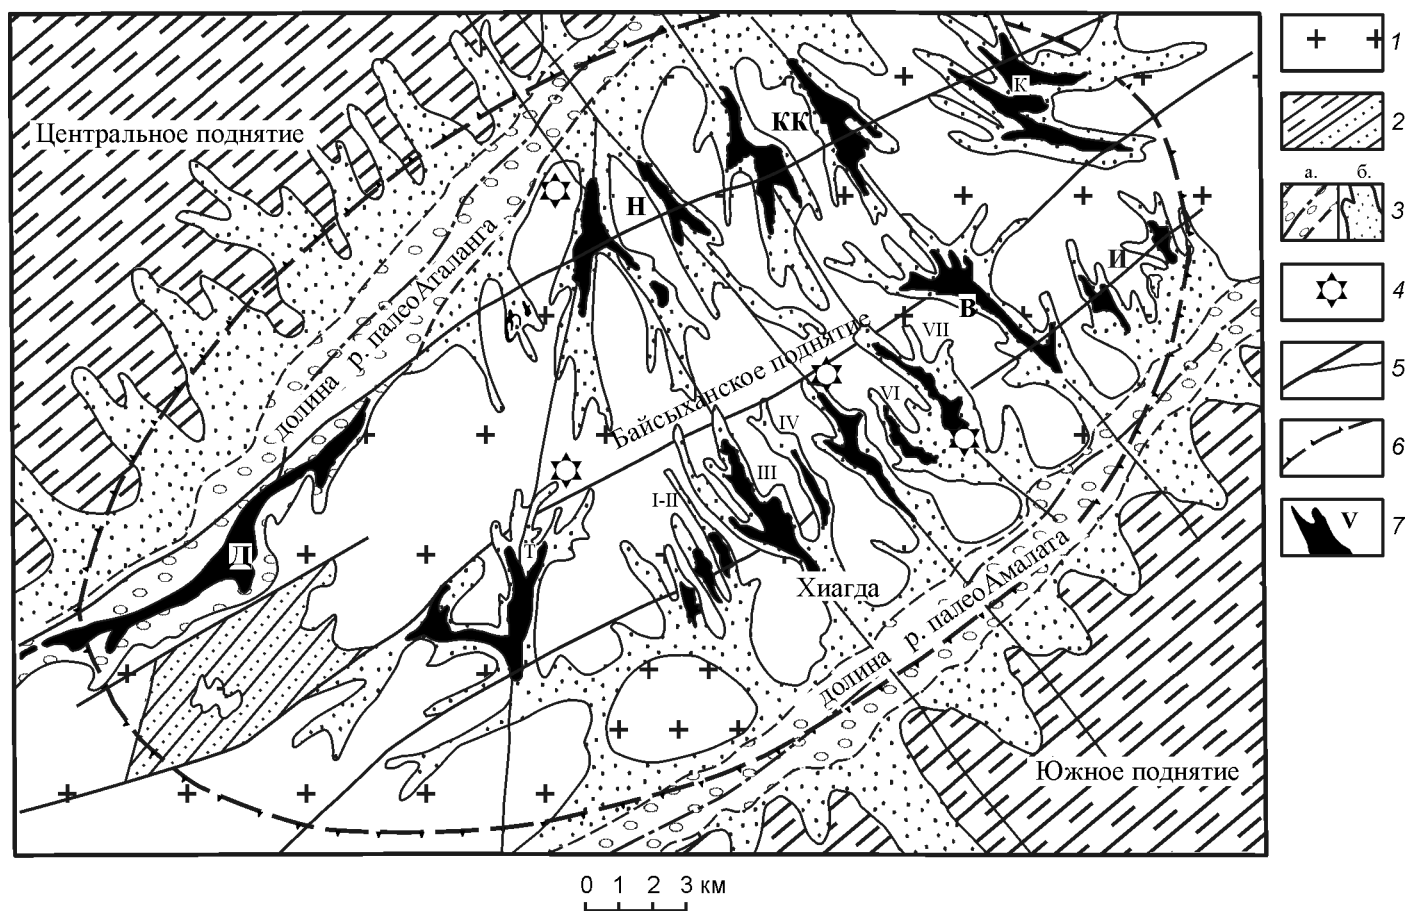 Центральное поднятие
долина р. палеоАталанга
КК
К
Н
И
В
Байсыханское поднятие
VII
VI
IV
III
I-II
Д
Т
Хиагда
долина р. палеоАмалата
Южное поднятие
0 1 2 3 км
1
2
а. б.
3
4
5
6
V
7